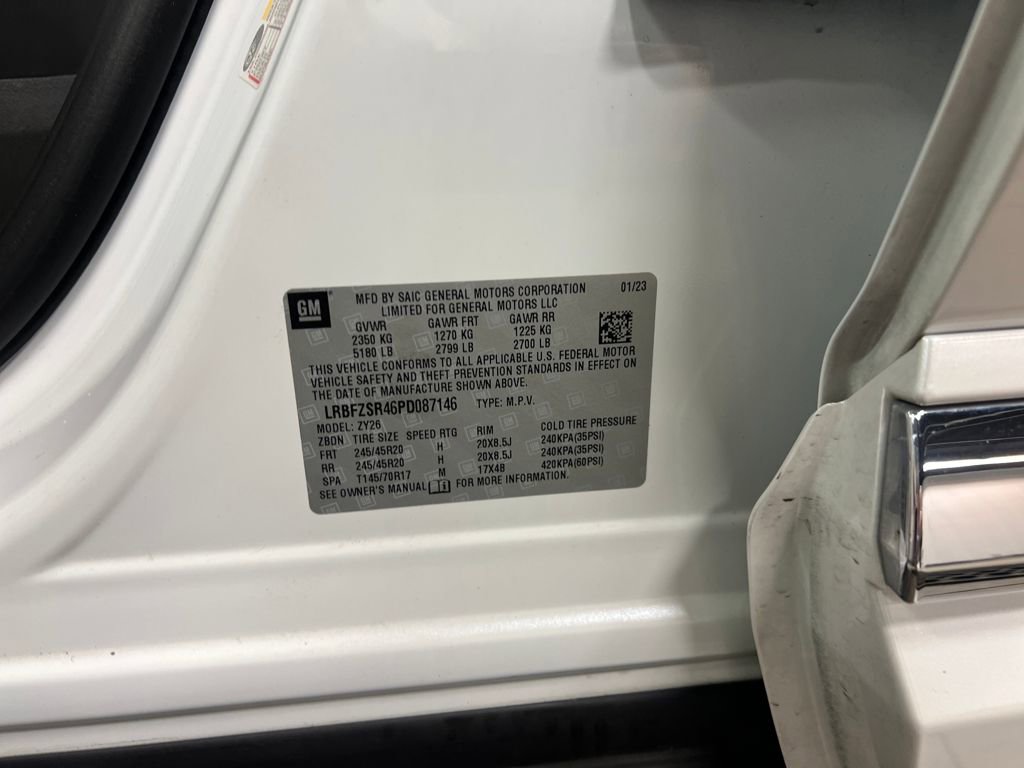 GM
MFD BY SAIC GENERAL MOTORS CORPORATION 01/23
LIMITED FOR GENERAL MOTORS LLC
GVWR GAWR FRT GAWR RR
2350 KG 1270 KG 1225 KG
5180 LB 2799 LB 2700 LB
THIS VEHICLE CONFORMS TO ALL APPLICABLE U.S. FEDERAL MOTOR
VEHICLE SAFETY AND THEFT PREVENTION STANDARDS IN EFFECT ON
THE DATE OF MANUFACTURE SHOWN ABOVE.
LRBFZSR46PD087146 TYPE: M.P.V.
MODEL: ZY26
ZBDN TIRE SIZE SPEED RTG RIM COLD TIRE PRESSURE
FRT 245/45R20 H 20X8.5J 240KPA(35PSI)
RR 245/45R20 H 20X8.5J 240KPA(35PSI)
SPA T145/70R17 M 17X4B 420KPA(60PSI)
SEE OWNER'S MANUAL FOR MORE INFORMATION.